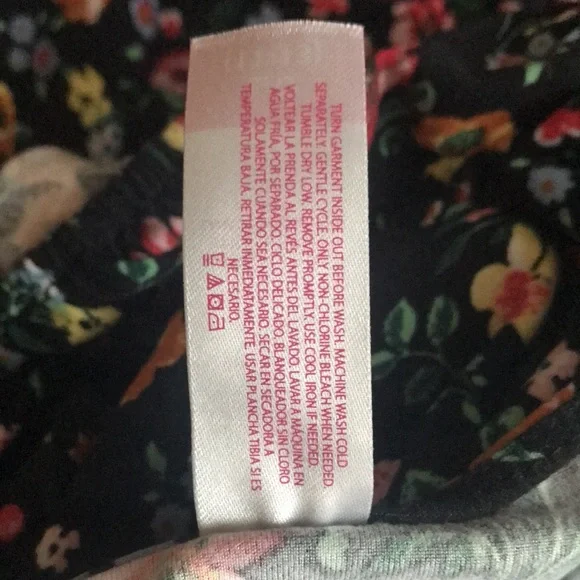 TURN GARMENT INSIDE OUT BEFORE WASH. MACHINE WASH COLD
SEPARATELY. GENTLE CYCLE. ONLY NON-CHLORINE BLEACH WHEN NEEDED.
TUMBLE DRY LOW. REMOVE PROMPTLY. USE COOL IRON IF NEEDED.
VOLTEAR LA PRENDA AL REVÉS ANTES DEL LAVADO. LAVAR A MÁQUINA EN
AGUA FRÍA, POR SEPARADO. CICLO DELICADO. BLANQUEADOR SIN CLORO
SOLAMENTE CUANDO SEA NECESARIO. SECAR EN SECADORA A
TEMPERATURA BAJA. RETIRAR INMEDIATAMENTE. USAR PLANCHA TIBIA SI ES
NECESARIO.